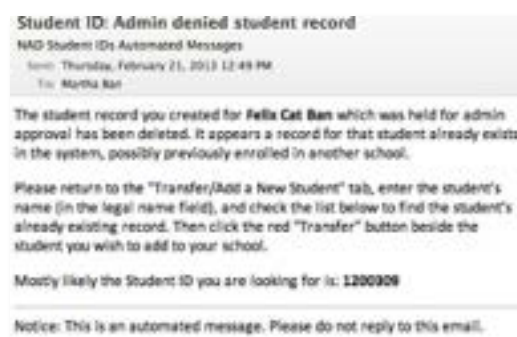 Student ID: Admin denied student record
NAD Student IDs Automated Messages
Sent: Thursday, February 21, 2013 12:49 PM
To: Martha Ban
The student record you created for Felix Cat Ban which was held for admin
approval has been deleted. It appears a record for that student already exists
in the system, possibly previously enrolled in another school.
Please return to the "Transfer/Add a New Student" tab, enter the student's
name (in the legal name field), and check the list below to find the student's
already existing record. Then click the red "Transfer" button beside the
student you wish to add to your school.
Mostly likely the Student ID you are looking for is: 1200309
Notice: This is an automated message. Please do not reply to this email.